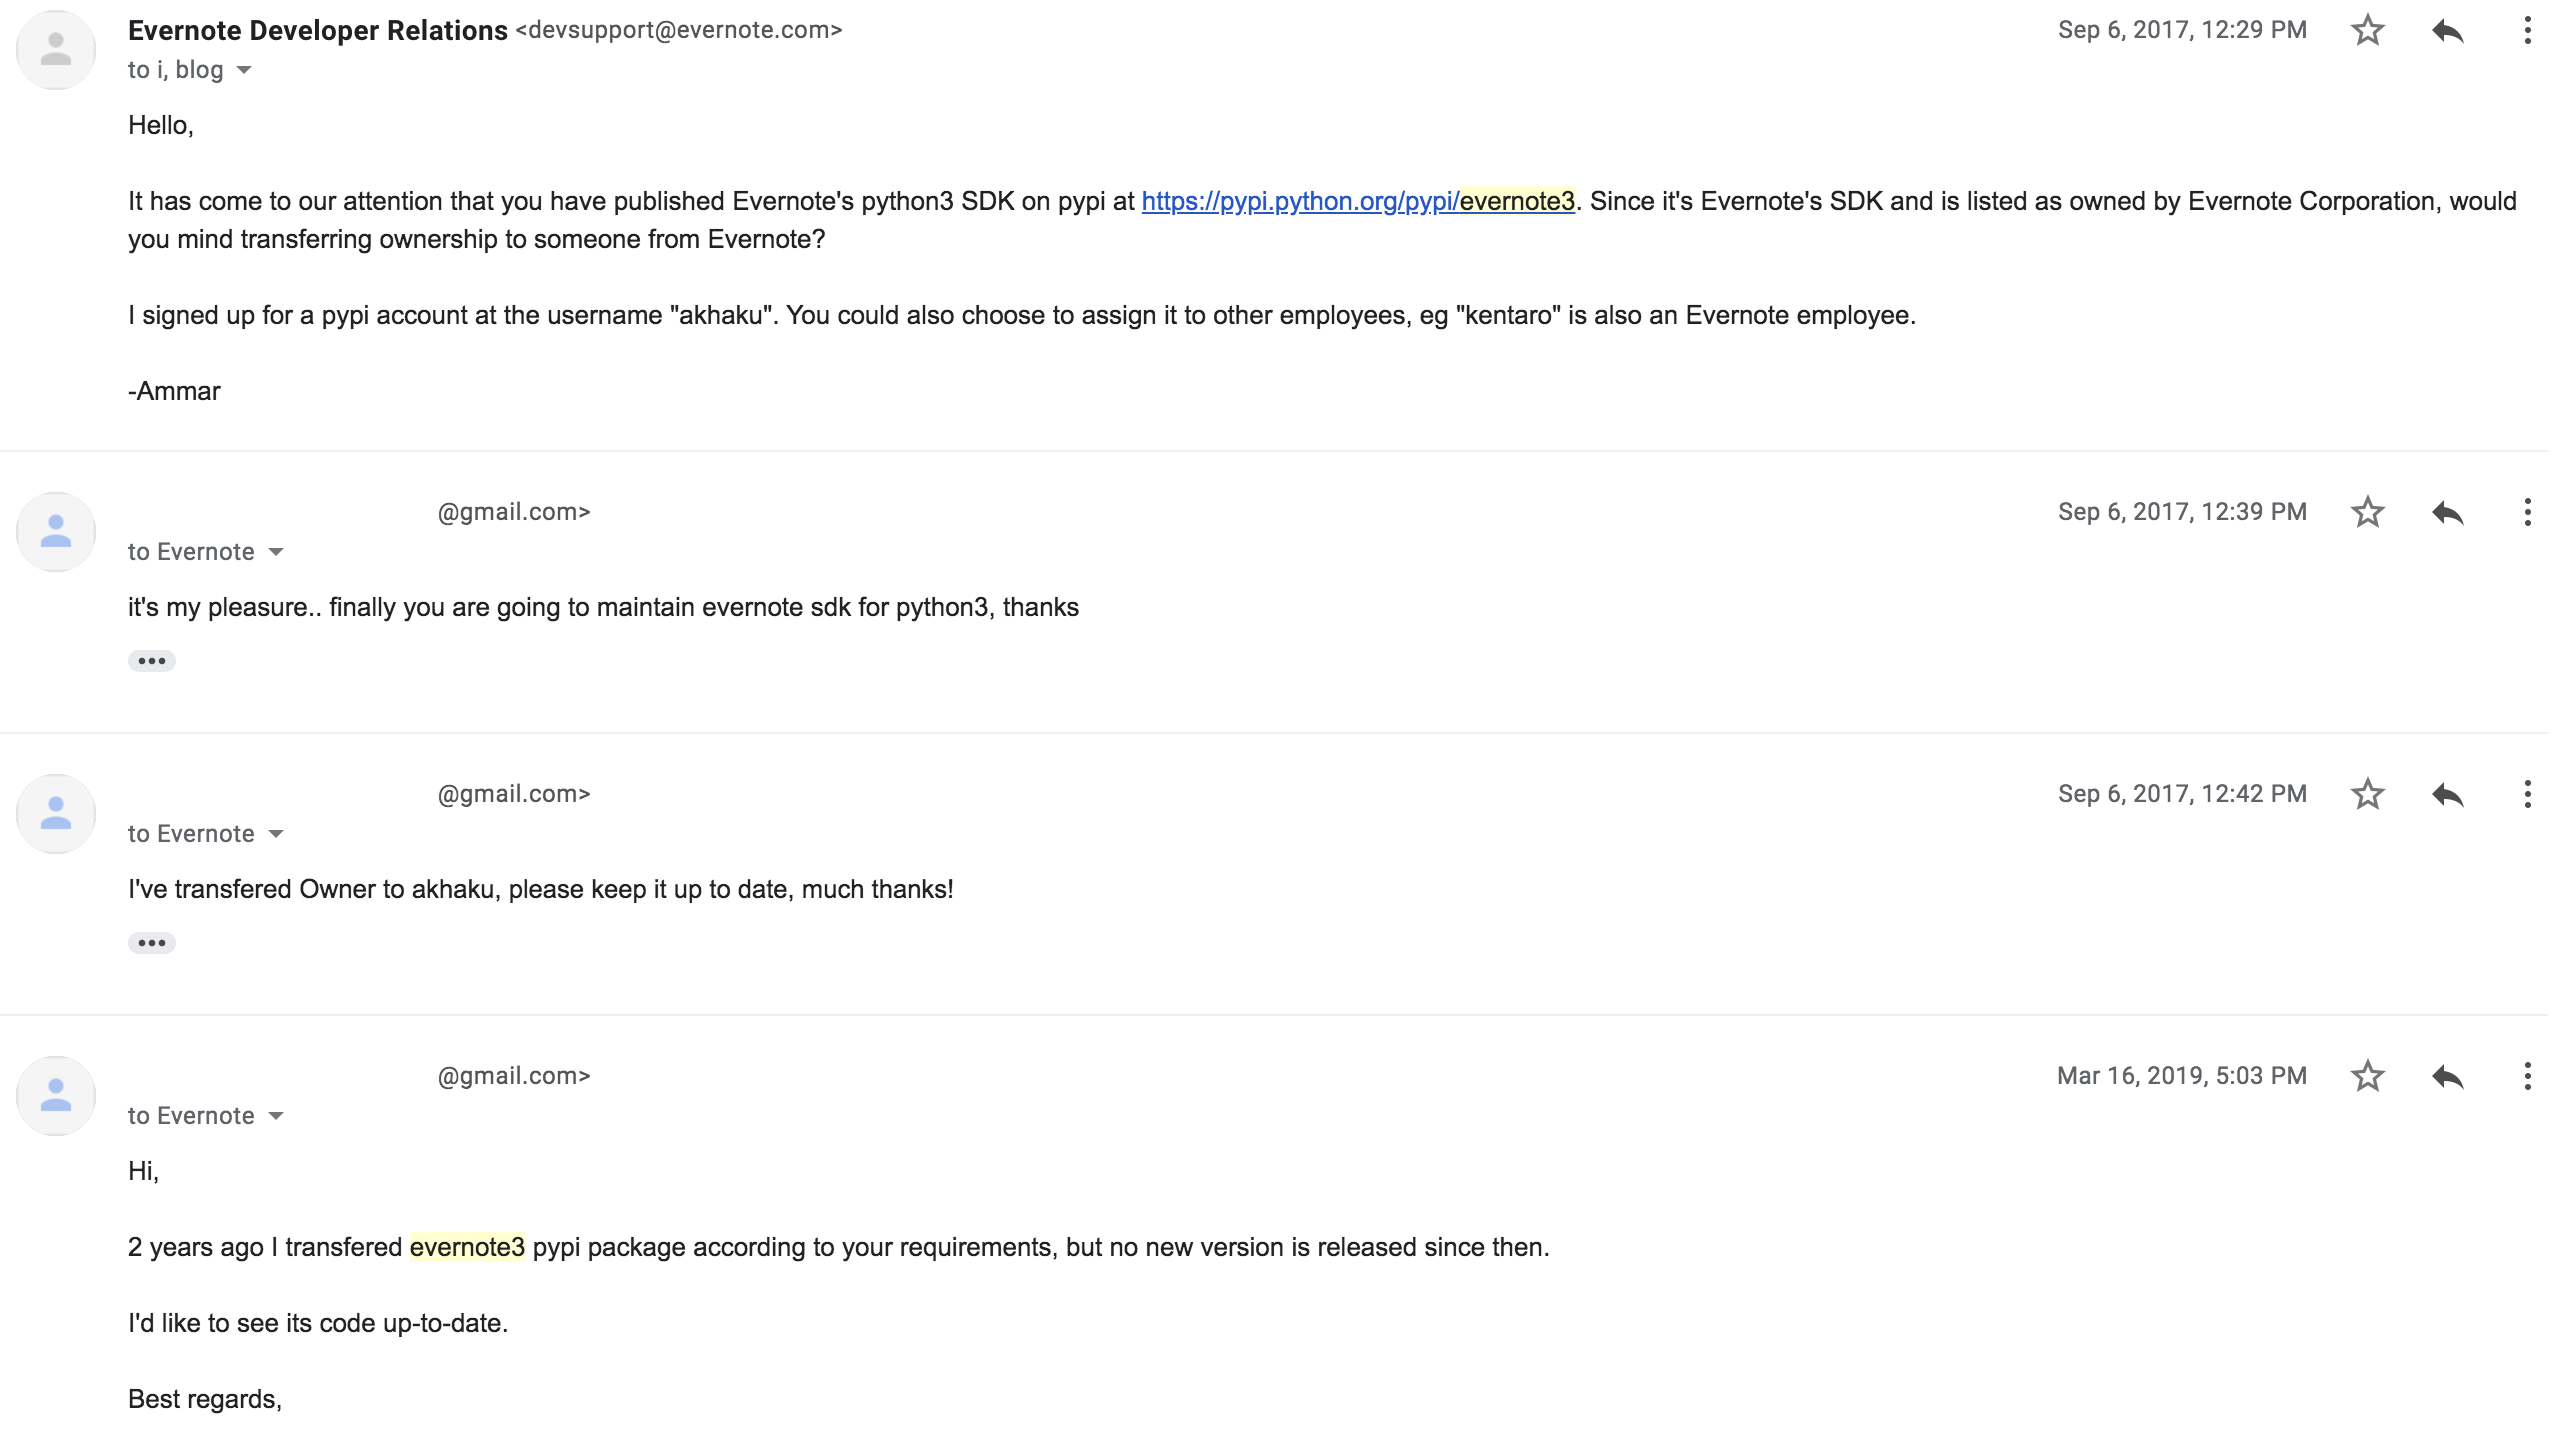 Evernote Developer Relations <devsupport@evernote.com> Sep 6, 2017, 12:29 PM
to i, blog
Hello,
It has come to our attention that you have published Evernote's python3 SDK on pypi at https://pypi.python.org/pypi/evernote3. Since it's Evernote's SDK and is listed as owned by Evernote Corporation, would
you mind transferring ownership to someone from Evernote?
I signed up for a pypi account at the username "akhaku". You could also choose to assign it to other employees, eg "kentaro" is also an Evernote employee.
-Ammar
@gmail.com> Sep 6, 2017, 12:39 PM
to Evernote
it's my pleasure.. finally you are going to maintain evernote sdk for python3, thanks
@gmail.com> Sep 6, 2017, 12:42 PM
to Evernote
I've transfered Owner to akhaku, please keep it up to date, much thanks!
@gmail.com> Mar 16, 2019, 5:03 PM
to Evernote
Hi,
2 years ago I transfered evernote3 pypi package according to your requirements, but no new version is released since then.
I'd like to see its code up-to-date.
Best regards,